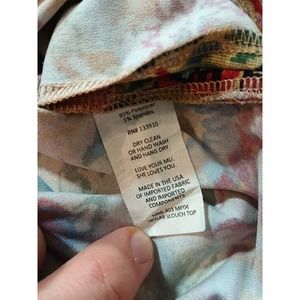 95% Polyester
5% Spandex
RN# 133910
DRY CLEAN
OR HAND WASH
AND HANG DRY
LOVE YOUR MU.
SHE LOVES YOU.
MADE IN THE USA
OF IMPORTED FABRIC
AND IMPORTED
COMPONENTS
SLOUCH TOP